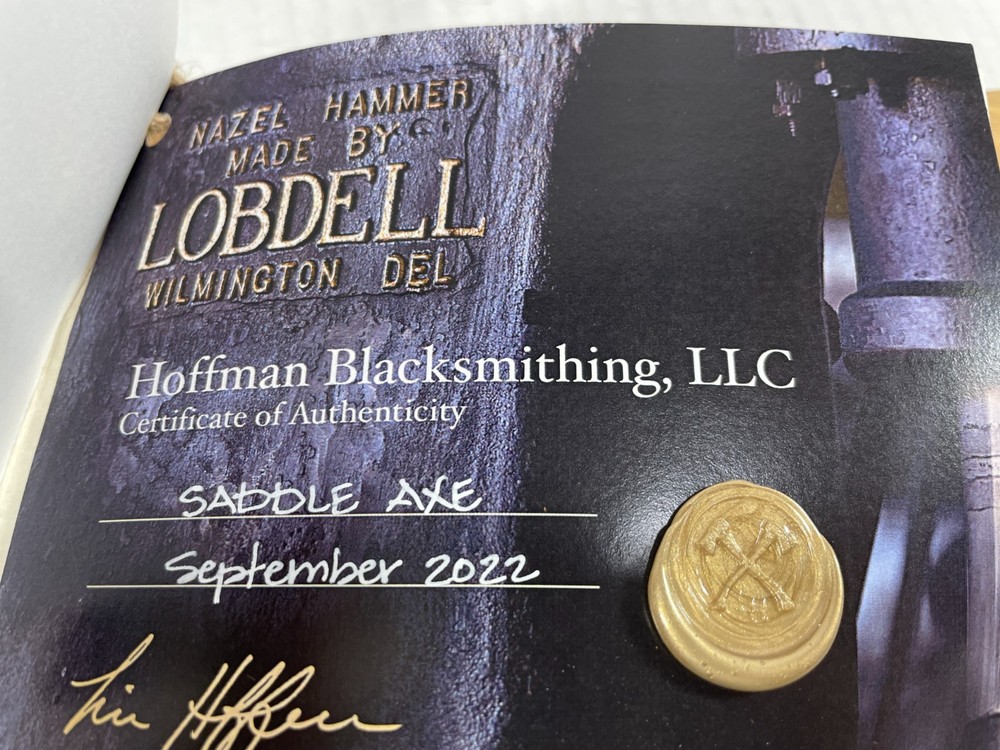 NAZEL HAMMER
MADE BY
LOBDELL
WILMINGTON DEL
Hoffman Blacksmithing, LLC
Certificate of Authenticity
SADDLE AXE
September 2022